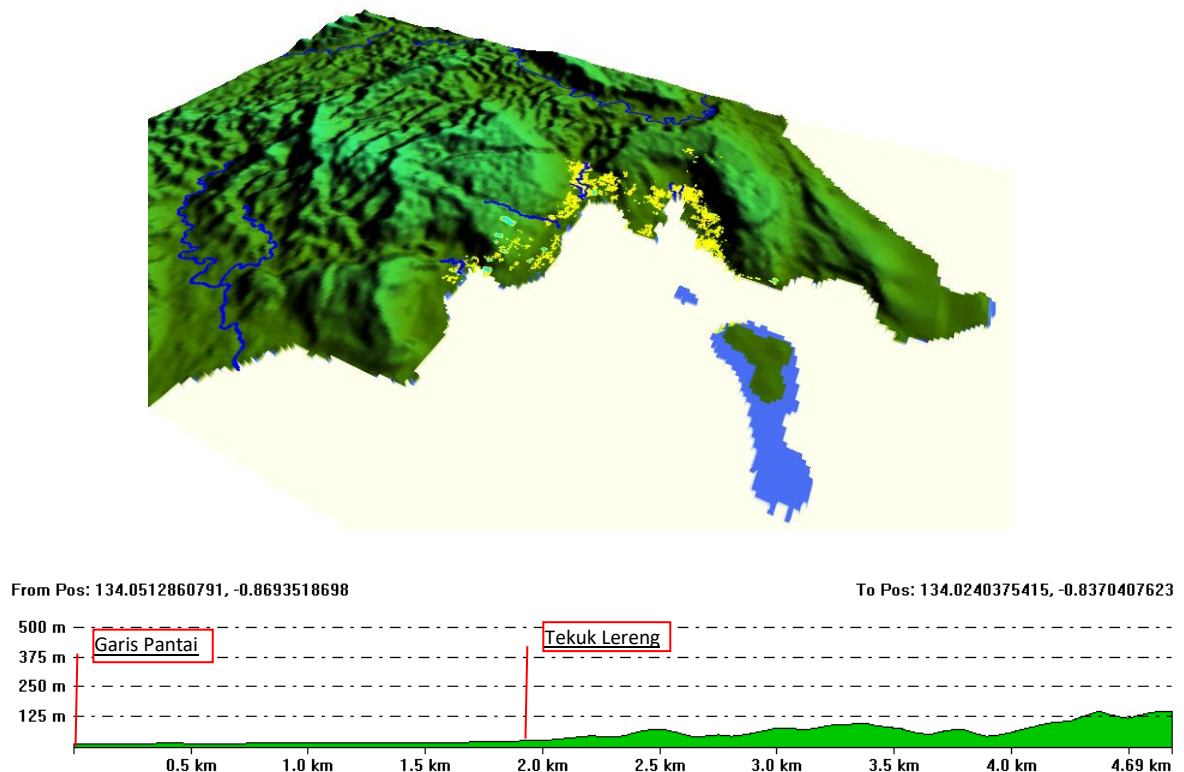 From Pos: 134.0512860791, -0.8693518698
To Pos: 134.0240375415, -0.8370407623
500 m
Garis Pantai
Tekuk Lereng
375 m
250 m
125 m
0.5 km
1.0 km
1.5 km
2.0 km
2.5 km
3.0 km
3.5 km
4.0 km
4.69 km